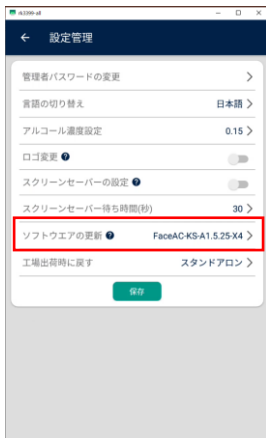 rk3399-all
← 設定管理
管理者パスワードの変更 >
言語の切り替え 日本語 >
アルコール濃度設定 0.15 >
ロゴ変更 ?
スクリーンセーバーの設定 ?
スクリーンセーバー待ち時間(秒) 30 >
ソフトウエアの更新 ? FaceAC-KS-A1.5.25-X4 >
工場出荷時に戻す スタンドアロン >
保存